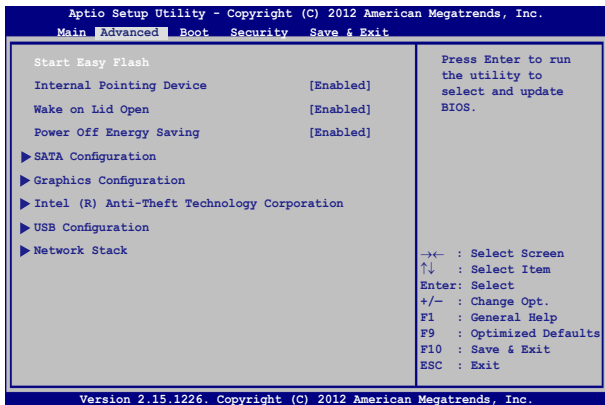 Aptio Setup Utility - Copyright (C) 2012 American Megatrends, Inc.
Main Advanced Boot Security Save & Exit
Start Easy Flash
Internal Pointing Device [Enabled]
Wake on Lid Open [Enabled]
Power Off Energy Saving [Enabled]
▶ SATA Configuration
▶ Graphics Configuration
▶ Intel (R) Anti-Theft Technology Corporation
▶ USB Configuration
▶ Network Stack
Press Enter to run
the utility to
select and update
BIOS.
→← : Select Screen
↑↓ : Select Item
Enter: Select
+/— : Change Opt.
F1 : General Help
F9 : Optimized Defaults
F10 : Save & Exit
ESC : Exit
Version 2.15.1226. Copyright (C) 2012 American Megatrends, Inc.